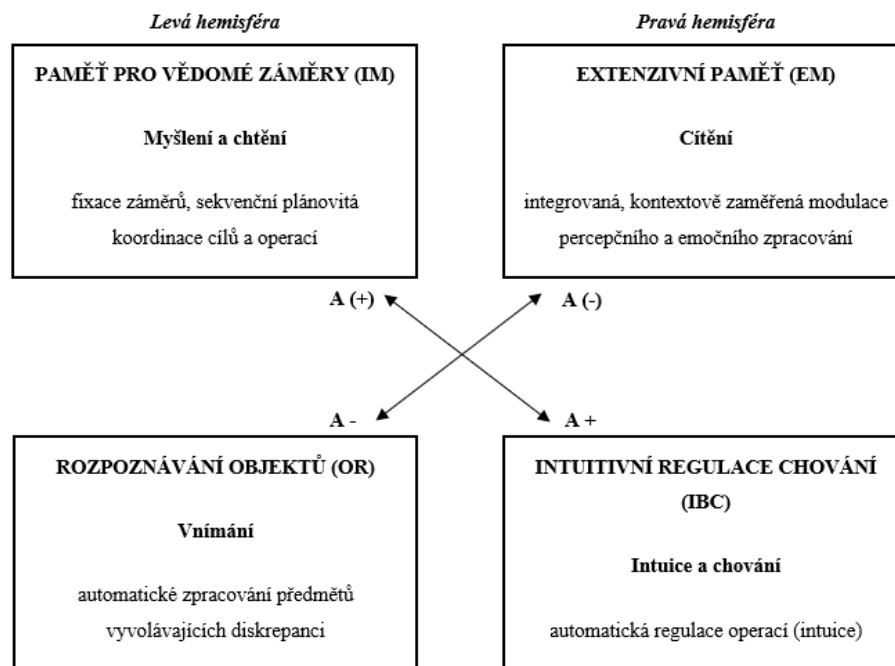 Levá hemisféra
Pravá hemisféra
PAMĚŤ PRO VĚDOMÉ ZÁMĚRY (IM)
Myšlení a chtění
fixace záměrů, sekvenční plánovitá
koordinace cílů a operací
EXTENZIVNÍ PAMĚŤ (EM)
Cítění
integrovaná, kontextově zaměřená modulace
percepčního a emočního zpracování
A (+)
A (-)
A -
A +
ROZPOZNÁVÁNÍ OBJEKTŮ (OR)
Vnímání
automatické zpracování předmětů
vyvolávajících diskrepanci
INTUITIVNÍ REGULACE CHOVÁNÍ
(IBC)
Intuice a chování
automatická regulace operací (intuice)